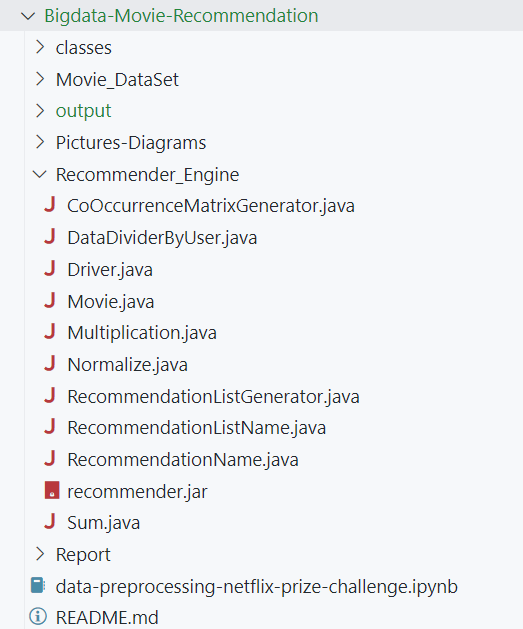 Bigdata-Movie-Recommendation
classes
Movie_DataSet
output
Pictures-Diagrams
Recommender_Engine
J CoOccurrenceMatrixGenerator.java
J DataDividerByUser.java
J Driver.java
J Movie.java
J Multiplication.java
J Normalize.java
J RecommendationListGenerator.java
J RecommendationListName.java
J RecommendationName.java
recommender.jar
J Sum.java
Report
data-preprocessing-netflix-prize-challenge.ipynb
README.md